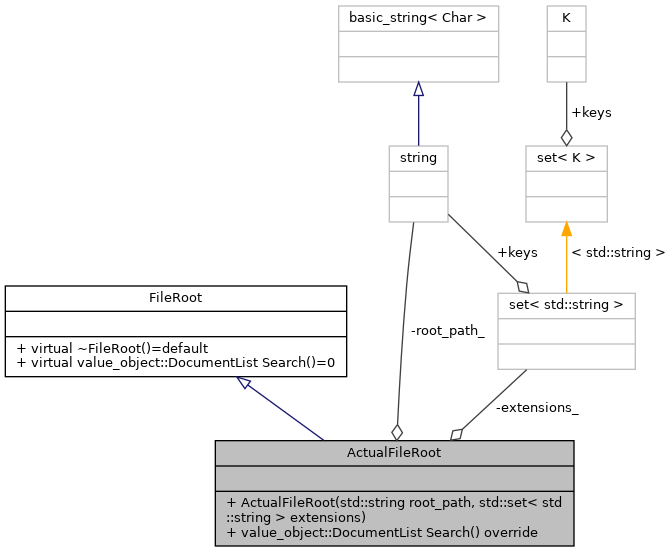 basic_string< Char >
K
+keys
string
set< K >
+keys
< std::string >
FileRoot
+ virtual ~FileRoot()=default
+ virtual value_object::DocumentList Search()=0
set< std::string >
-root_path_
-extensions_
ActualFileRoot
+ ActualFileRoot(std::string root_path, std::set< std
::string > extensions)
+ value_object::DocumentList Search() override